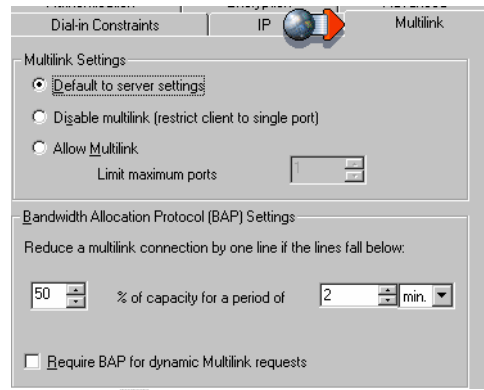 Dial-in Constraints
IP
Multilink
Multilink Settings
Default to server settings
Disable multilink (restrict client to single port)
Allow Multilink
Limit maximum ports
1
Bandwidth Allocation Protocol (BAP) Settings
Reduce a multilink connection by one line if the lines fall below:
50 % of capacity for a period of 2 min.
Require BAP for dynamic Multilink requests